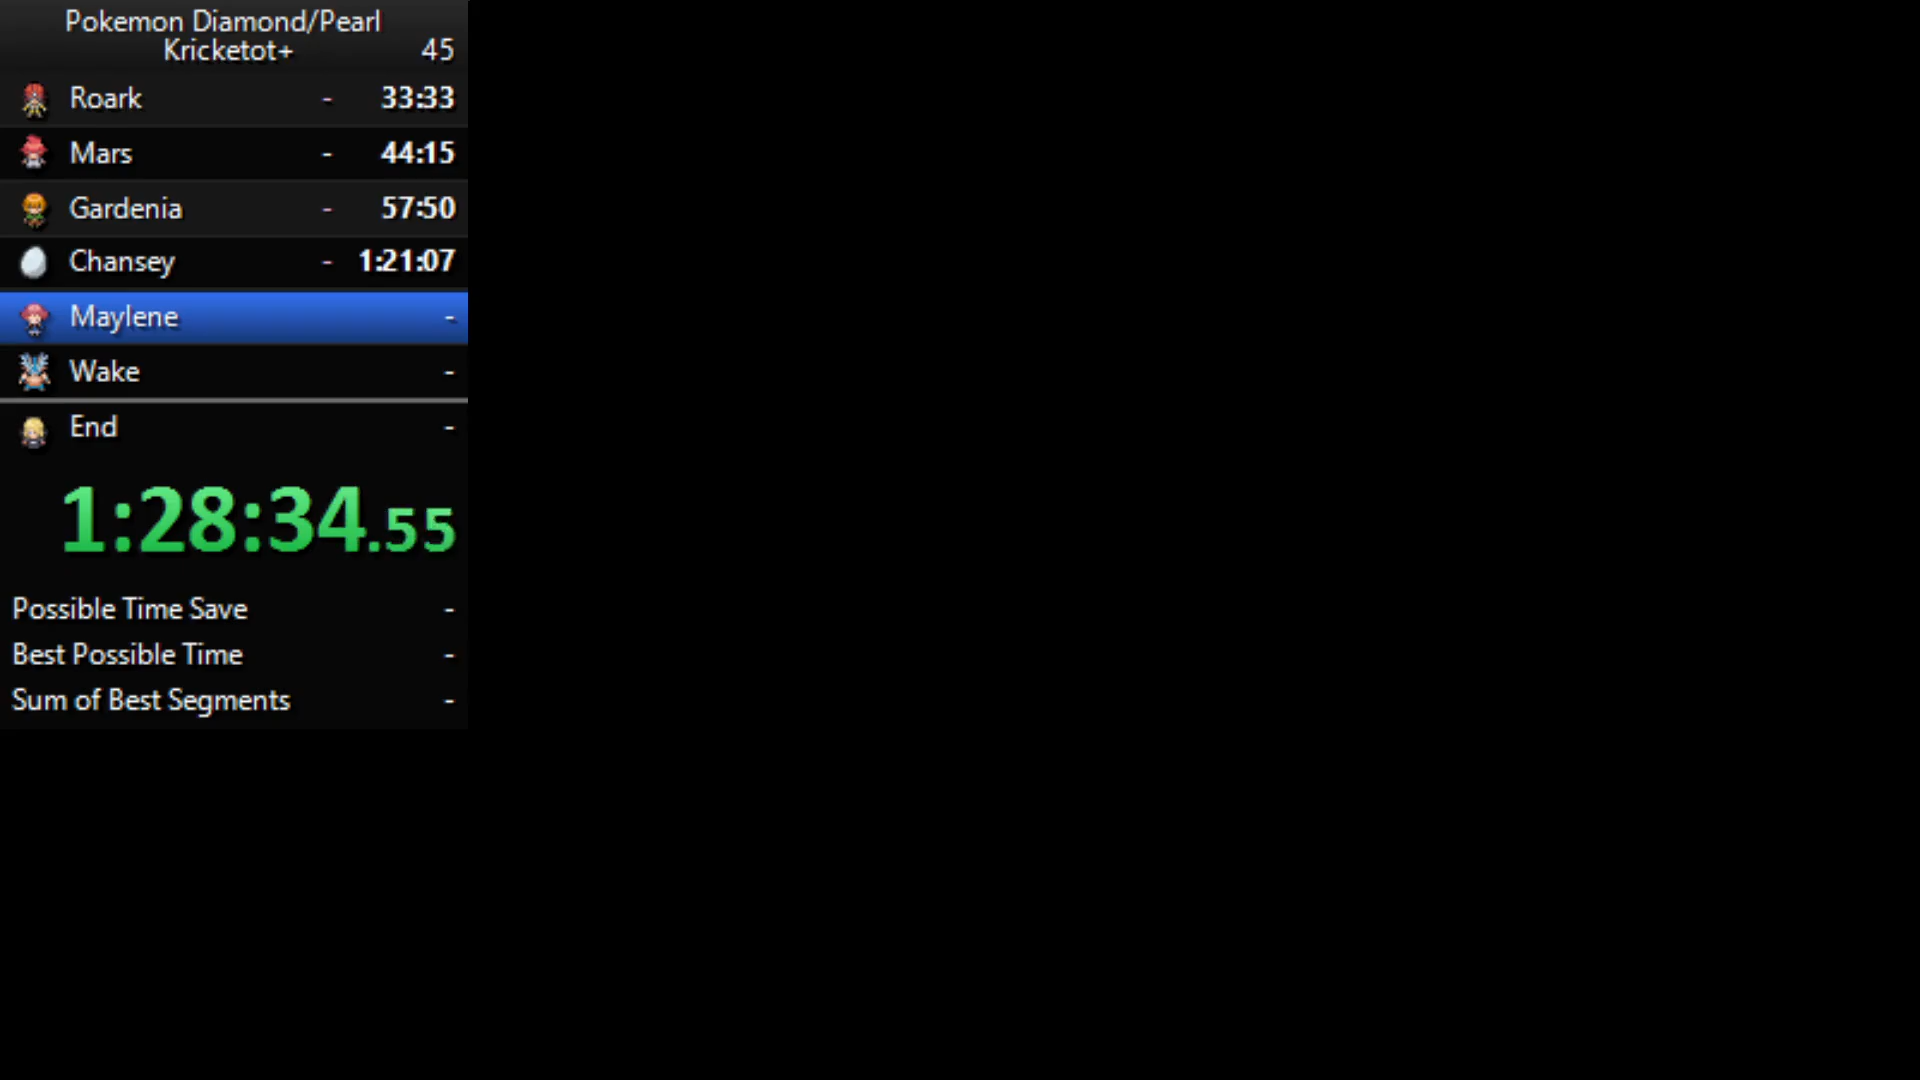 Pokemon Diamond/Pearl
Kricketot+ 45
Roark - 33:33
Mars - 44:15
Gardenia - 57:50
Chansey - 1:21:07
Maylene -
Wake -
End -
1:28:34.55
Possible Time Save -
Best Possible Time -
Sum of Best Segments -